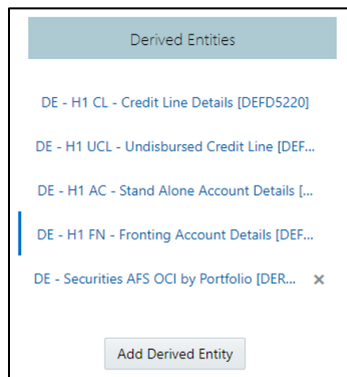 Derived Entities
DE - H1 CL - Credit Line Details [DEFD5220]
DE - H1 UCL - Undisbursed Credit Line [DEF...
DE - H1 AC - Stand Alone Account Details [...
DE - H1 FN - Fronting Account Details [DEF...
DE - Securities AFS OCI by Portfolio [DER... ×
Add Derived Entity